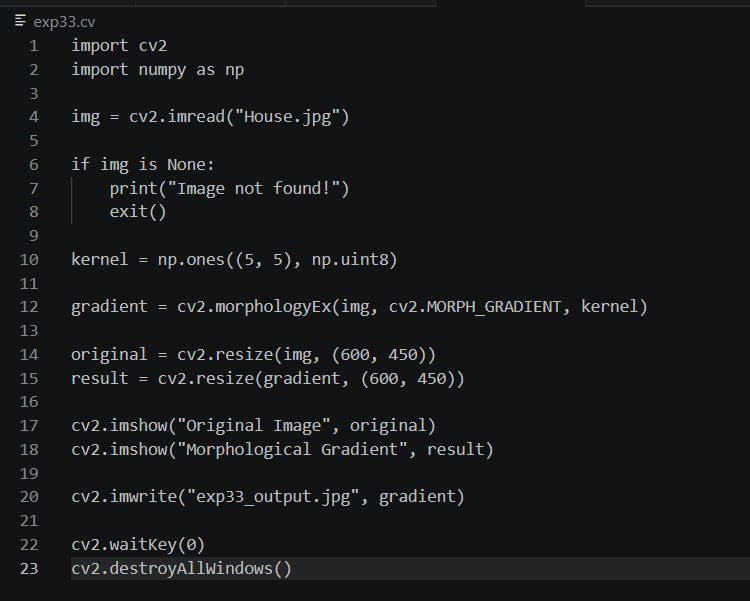 exp33.cv
1 import cv2
2 import numpy as np
3
4 img = cv2.imread("House.jpg")
5
6 if img is None:
7     print("Image not found!")
8     exit()
9
10 kernel = np.ones((5, 5), np.uint8)
11
12 gradient = cv2.morphologyEx(img, cv2.MORPH_GRADIENT, kernel)
13
14 original = cv2.resize(img, (600, 450))
15 result = cv2.resize(gradient, (600, 450))
16
17 cv2.imshow("Original Image", original)
18 cv2.imshow("Morphological Gradient", result)
19
20 cv2.imwrite("exp33_output.jpg", gradient)
21
22 cv2.waitKey(0)
23 cv2.destroyAllWindows()